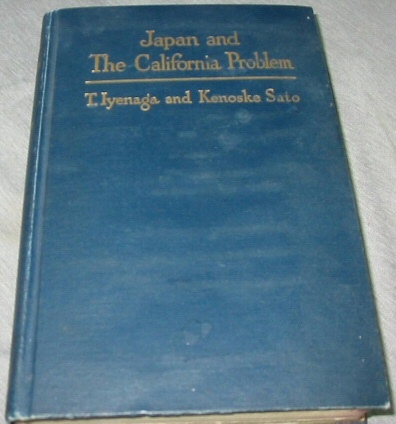 Japan and
The California Problem
T. Iyenaga and Kenoske Sato